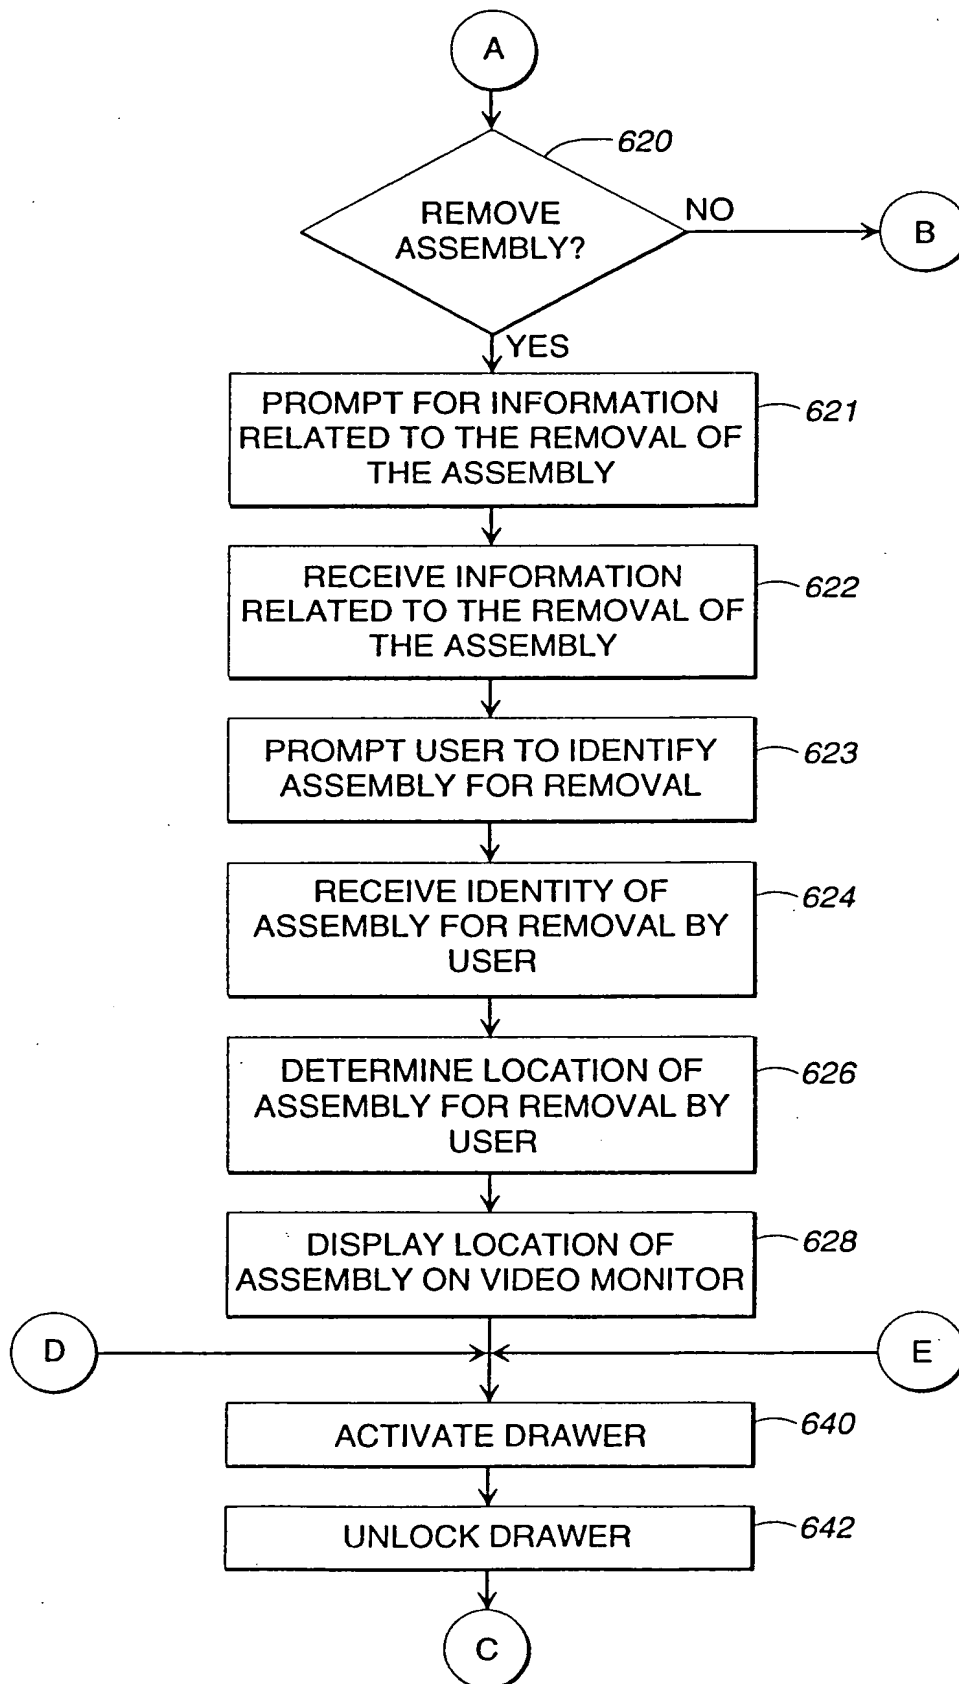 A
620
REMOVE
ASSEMBLY?
NO
B
YES
PROMPT FOR INFORMATION
RELATED TO THE REMOVAL OF
THE ASSEMBLY
621
RECEIVE INFORMATION
RELATED TO THE REMOVAL OF
THE ASSEMBLY
622
PROMPT USER TO IDENTIFY
ASSEMBLY FOR REMOVAL
623
RECEIVE IDENTITY OF
ASSEMBLY FOR REMOVAL BY
USER
624
DETERMINE LOCATION OF
ASSEMBLY FOR REMOVAL BY
USER
626
DISPLAY LOCATION OF
ASSEMBLY ON VIDEO MONITOR
628
D
E
ACTIVATE DRAWER
640
UNLOCK DRAWER
642
C